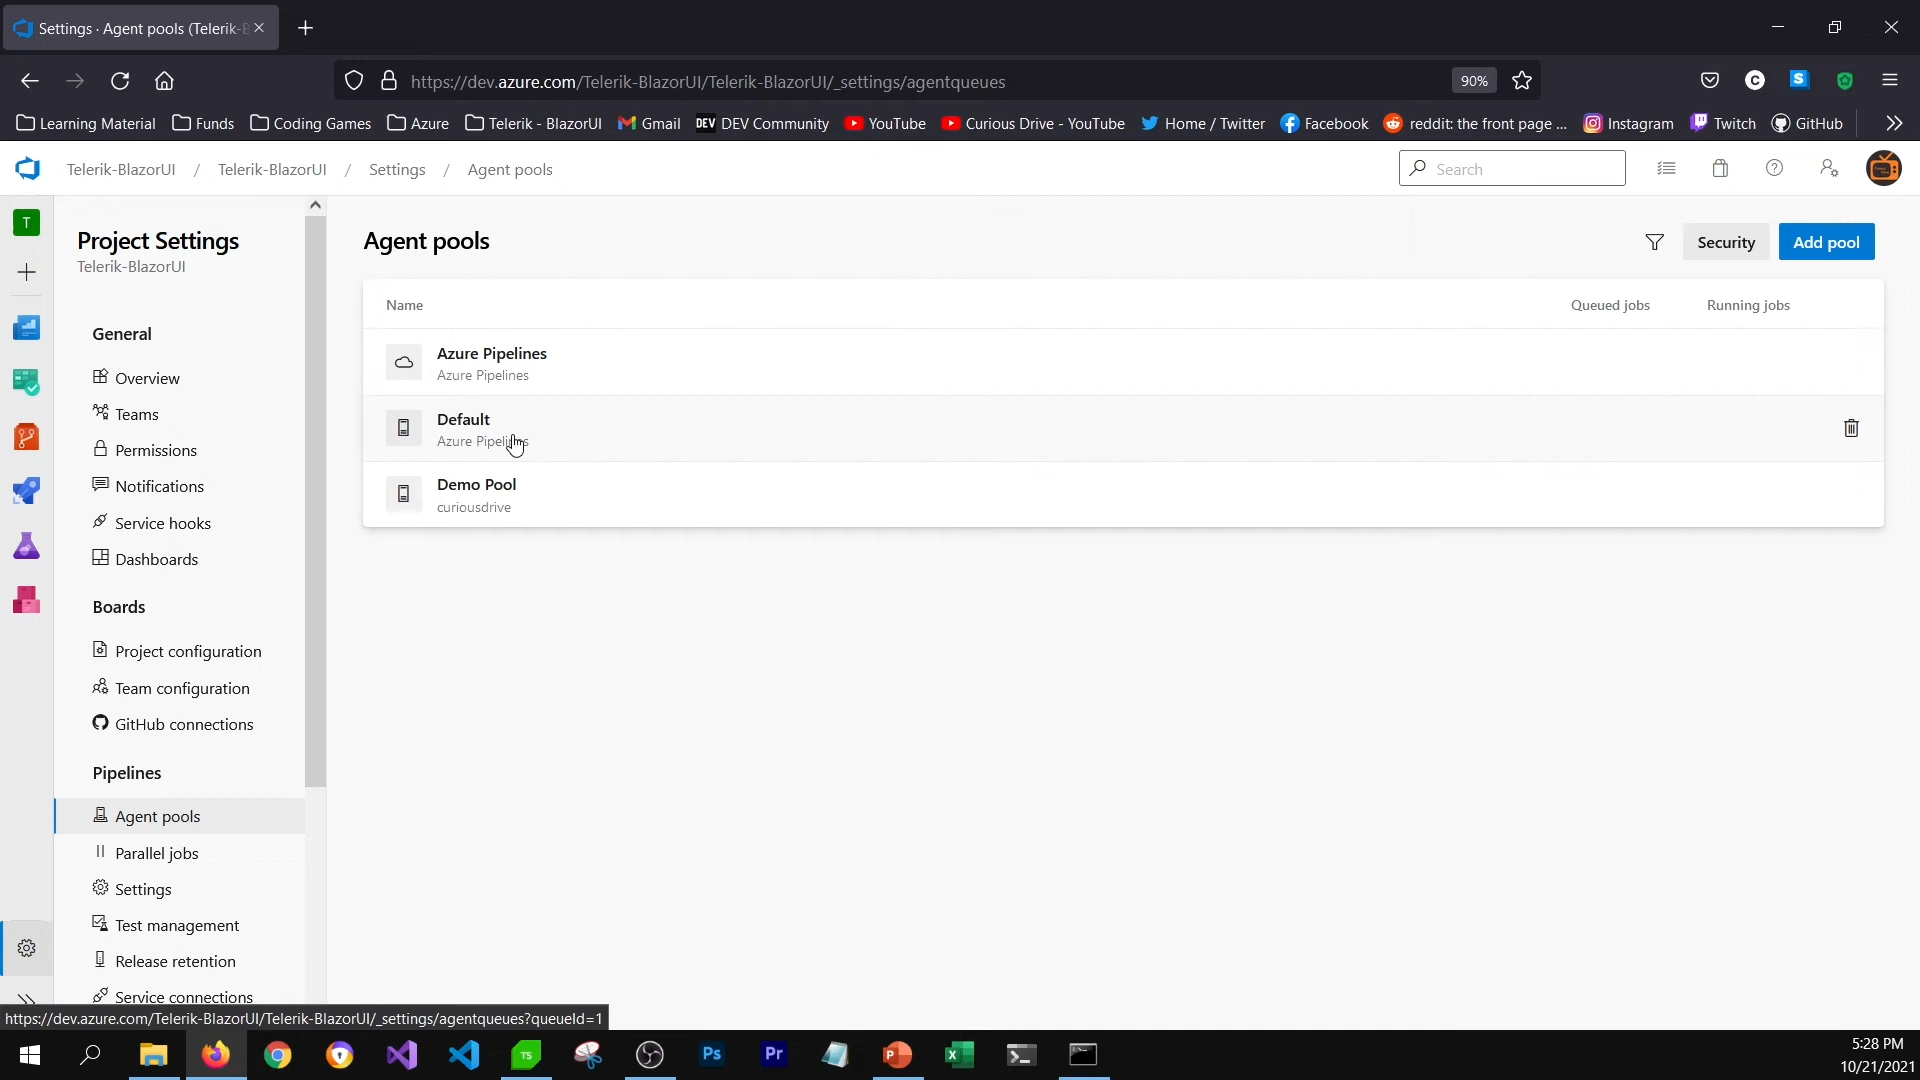 Settings · Agent pools (Telerik-B
https://dev.azure.com/Telerik-BlazorUI/Telerik-BlazorUI/_settings/agentqueues
90%
C
S
Learning Material
Funds
Coding Games
Azure
Telerik - BlazorUI
Gmail
DEV
DEV Community
YouTube
Curious Drive - YouTube
Home / Twitter
Facebook
reddit: the front page ...
Instagram
Twitch
GitHub
Telerik-BlazorUI / Telerik-BlazorUI / Settings / Agent pools
Search
T
Project Settings
Telerik-BlazorUI
General
Overview
Teams
Permissions
Notifications
Service hooks
Dashboards
Boards
Project configuration
Team configuration
GitHub connections
Pipelines
Agent pools
Parallel jobs
Settings
Test management
Release retention
Service connections
Agent pools
Security
Add pool
Name
Queued jobs
Running jobs
Azure Pipelines
Azure Pipelines
Default
Azure Pipelines
Demo Pool
curiousdrive
https://dev.azure.com/Telerik-BlazorUI/Telerik-BlazorUI/_settings/agentqueues?queueId=1
TS
Ps
Pr
P
X
5:28 PM
10/21/2021